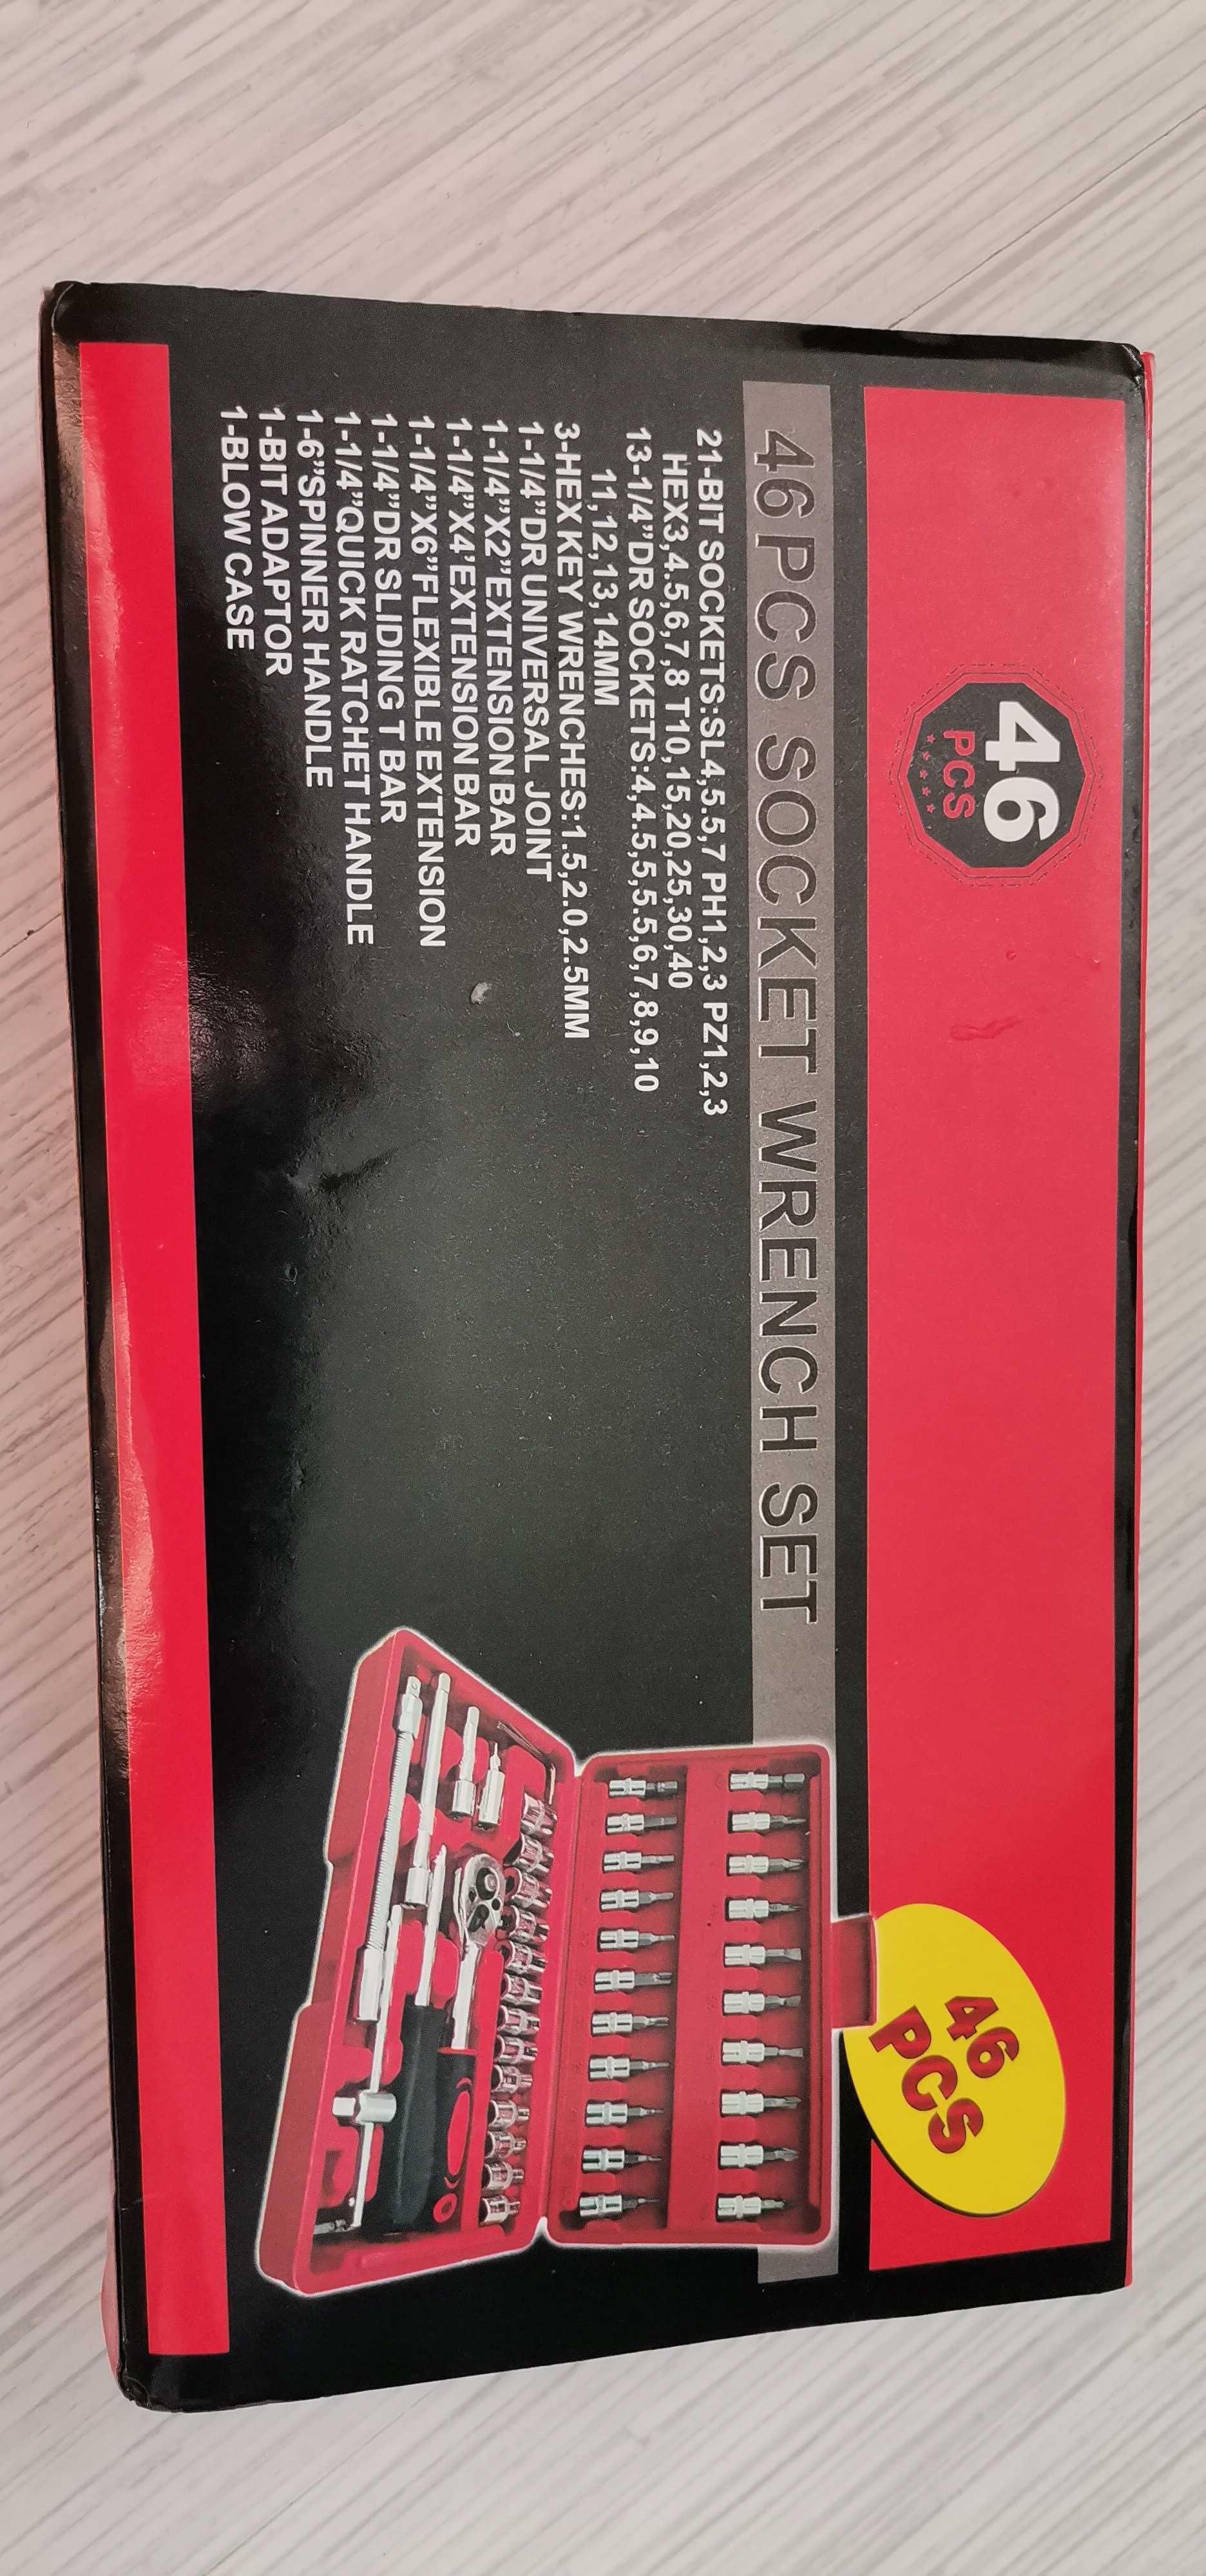 46
PCS
46 PCS SOCKET WRENCH SET
21-BIT SOCKETS:SL4,5.5,7 PH1,2,3 PZ1,2,3
HEX3,4,5,6,7,8 T10,15,20,25,30,40
13-1/4"DR SOCKETS:4,4.5,5,5.5,6,7,8,9,10
11,12,13,14MM
3-HEX KEY WRENCHES:1.5,2.0,2.5MM
1-1/4"DR UNIVERSAL JOINT
1-1/4"X2"EXTENSION BAR
1-1/4"X4'EXTENSION BAR
1-1/4"X6"FLEXIBLE EXTENSION
1-1/4"DR SLIDING T BAR
1-1/4"QUICK RATCHET HANDLE
1-6"SPINNER HANDLE
1-BIT ADAPTOR
1-BLOW CASE
46
PCS